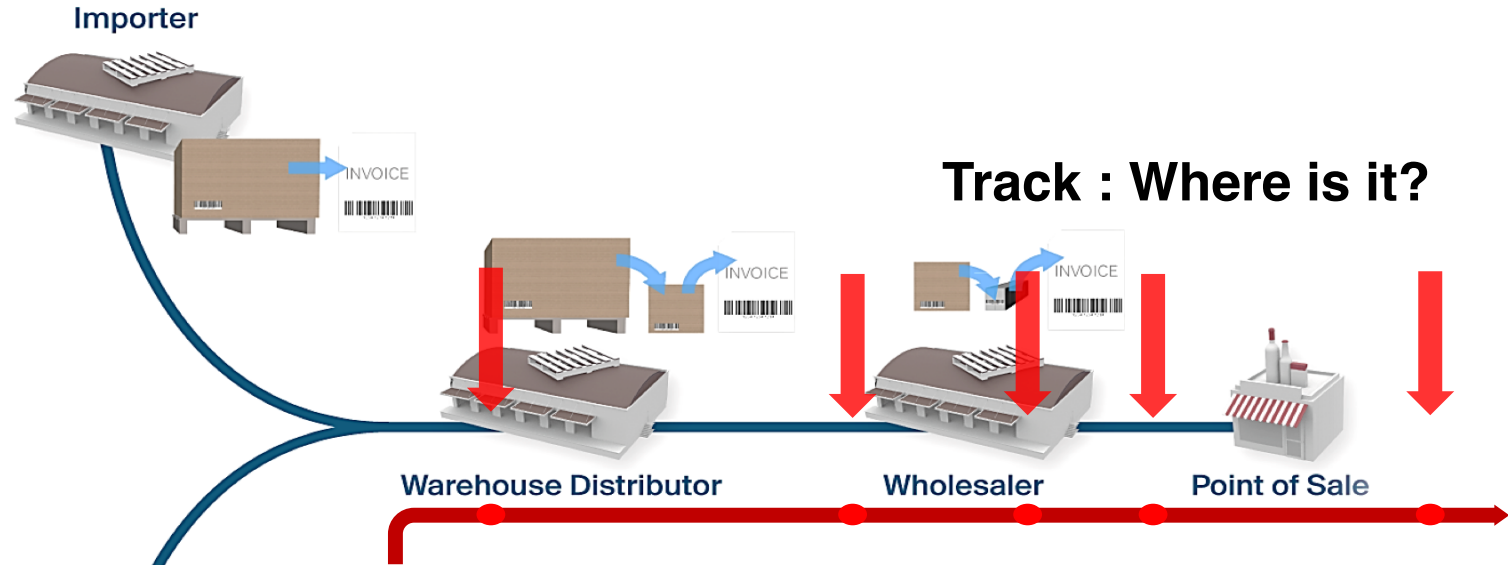 Importer
INVOICE
Track : Where is it?
INVOICE
INVOICE
Warehouse Distributor
Wholesaler
Point of Sale